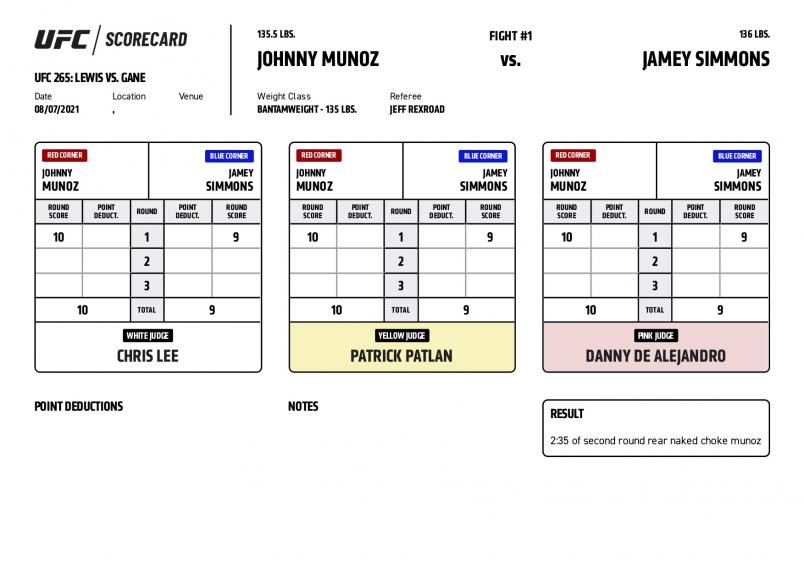 UFC / SCORECARD
UFC 265: LEWIS VS. GANE
Date Location Venue
08/07/2021 ,
135.5 LBS. FIGHT #1 136 LBS.
JOHNNY MUNOZ vs. JAMEY SIMMONS
Weight Class Referee
BANTAMWEIGHT - 135 LBS. JEFF REXROAD
RED CORNER BLUE CORNER
JOHNNY JAMEY
MUNOZ SIMMONS
ROUND POINT ROUND POINT ROUND
SCORE DEDUCT. DEDUCT. SCORE
10 1 9
2
3
10 TOTAL 9
WHITE JUDGE
CHRIS LEE
RED CORNER BLUE CORNER
JOHNNY JAMEY
MUNOZ SIMMONS
ROUND POINT ROUND POINT ROUND
SCORE DEDUCT. DEDUCT. SCORE
10 1 9
2
3
10 TOTAL 9
YELLOW JUDGE
PATRICK PATLAN
RED CORNER BLUE CORNER
JOHNNY JAMEY
MUNOZ SIMMONS
ROUND POINT ROUND POINT ROUND
SCORE DEDUCT. DEDUCT. SCORE
10 1 9
2
3
10 TOTAL 9
PINK JUDGE
DANNY DE ALEJANDRO
POINT DEDUCTIONS
NOTES
RESULT
2:35 of second round rear naked choke munoz